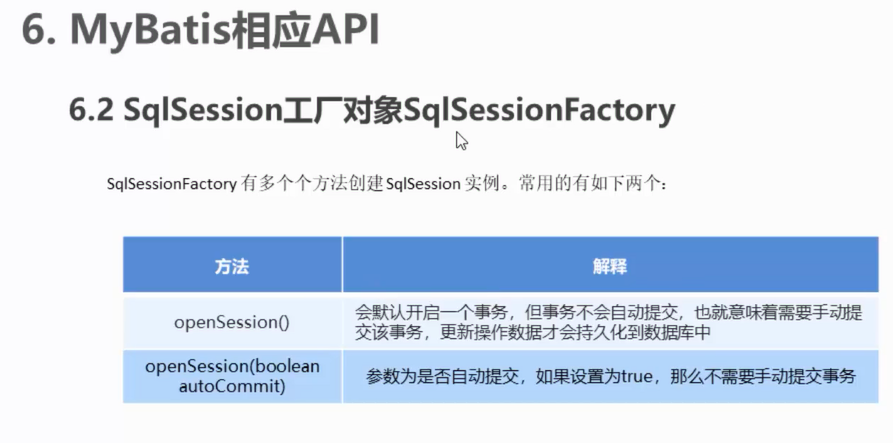 6. MyBatis相应API
6.2 SqlSession工厂对象SqlSessionFactory
SqlSessionFactory 有多个个方法创建 SqlSession 实例。常用的有如下两个：
方法
解释
openSession()
会默认开启一个事务，但事务不会自动提交，也就意味着需要手动提
交该事务，更新操作数据才会持久化到数据库中
openSession(boolean
autoCommit)
参数为是否自动提交，如果设置为true，那么不需要手动提交事务